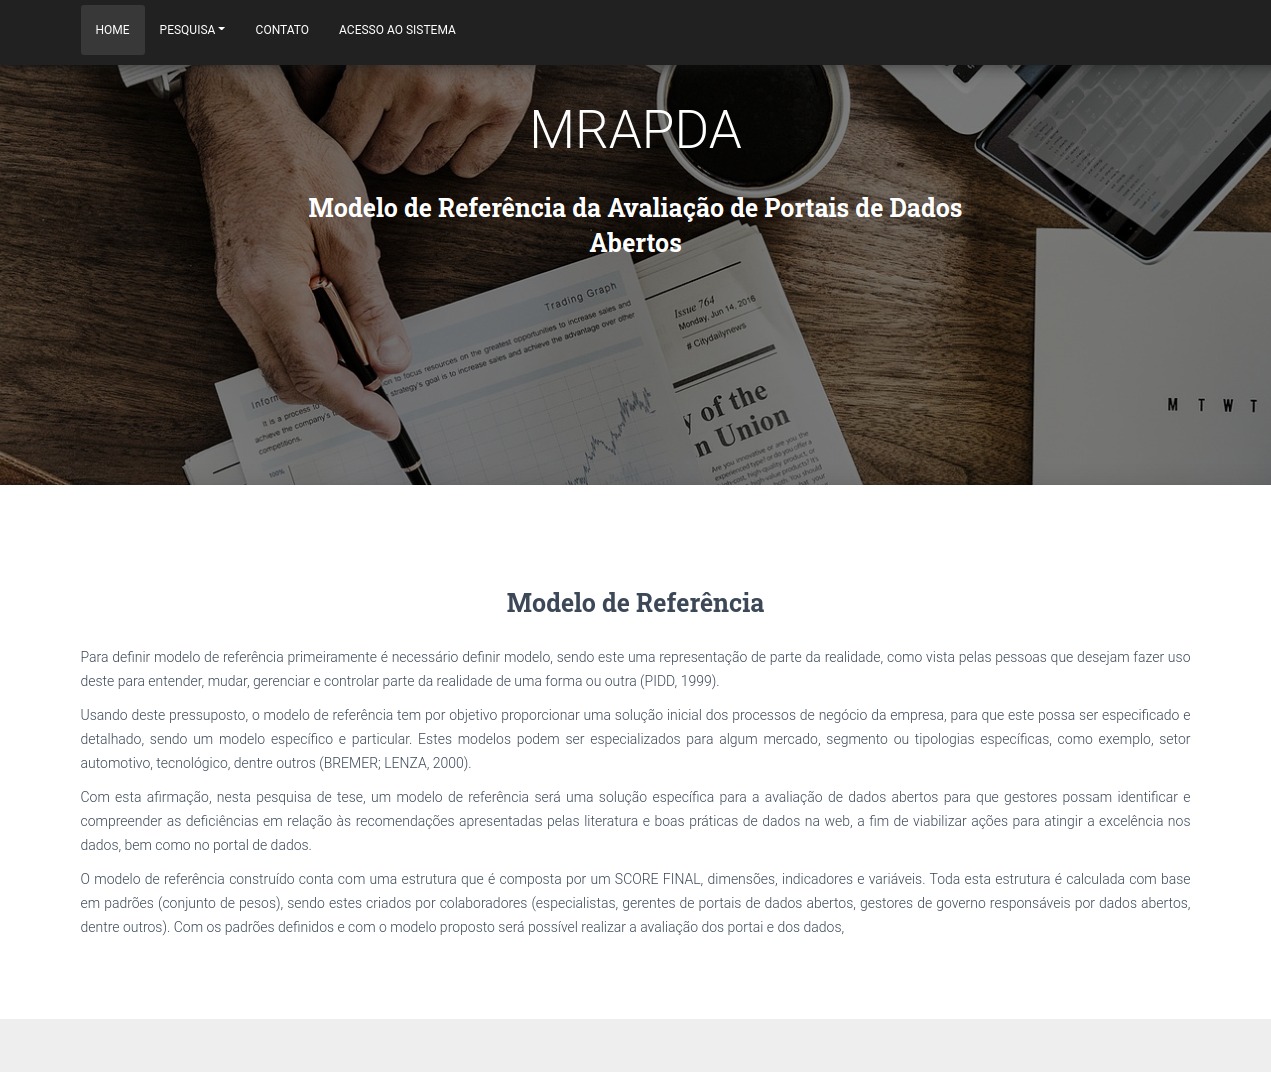 HOME PESQUISA CONTATO ACESSO AO SISTEMA
MRAPDA
Modelo de Referência da Avaliação de Portais de Dados
Abertos
Trading Graph
Issue 764
Monday, Jun, 14, 2016
# Citydailynews
y of the
n Union
M T W T
100%
Modelo de Referência
Para definir modelo de referência primeiramente é necessário definir modelo, sendo este uma representação de parte da realidade, como vista pelas pessoas que desejam fazer uso
deste para entender, mudar, gerenciar e controlar parte da realidade de uma forma ou outra (PIDD, 1999).
Usando deste pressuposto, o modelo de referência tem por objetivo proporcionar uma solução inicial dos processos de negócio da empresa, para que este possa ser especificado e
detalhado, sendo um modelo específico e particular. Estes modelos podem ser especializados para algum mercado, segmento ou tipologias específicas, como exemplo, setor
automotivo, tecnológico, dentre outros (BREMER; LENZA, 2000).
Com esta afirmação, nesta pesquisa de tese, um modelo de referência será uma solução específica para a avaliação de dados abertos para que gestores possam identificar e
compreender as deficiências em relação às recomendações apresentadas pelas literatura e boas práticas de dados na web, a fim de viabilizar ações para atingir a excelência nos
dados, bem como no portal de dados.
O modelo de referência construído conta com uma estrutura que é composta por um SCORE FINAL, dimensões, indicadores e variáveis. Toda esta estrutura é calculada com base
em padrões (conjunto de pesos), sendo estes criados por colaboradores (especialistas, gerentes de portais de dados abertos, gestores de governo responsáveis por dados abertos,
dentre outros). Com os padrões definidos e com o modelo proposto será possível realizar a avaliação dos portai e dos dados,